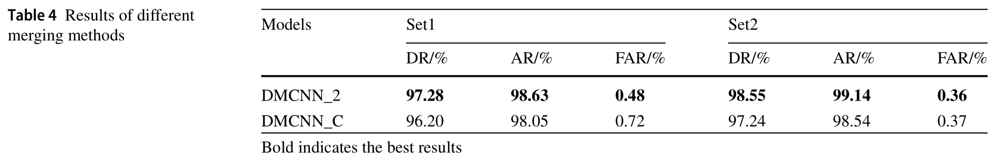 Table 4 Results of different
merging methods
Models Set1 Set2
DR/% AR/% FAR/% DR/% AR/% FAR/%
DMCNN_2 97.28 98.63 0.48 98.55 99.14 0.36
DMCNN_C 96.20 98.05 0.72 97.24 98.54 0.37
Bold indicates the best results